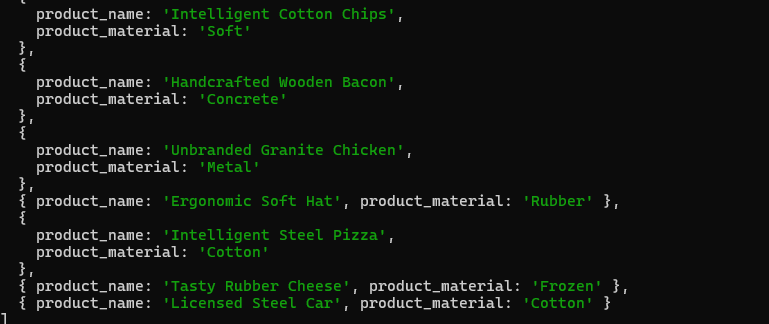 {
product_name: 'Intelligent Cotton Chips',
product_material: 'Soft'
},
{
product_name: 'Handcrafted Wooden Bacon',
product_material: 'Concrete'
},
{
product_name: 'Unbranded Granite Chicken',
product_material: 'Metal'
},
{ product_name: 'Ergonomic Soft Hat', product_material: 'Rubber' },
{
product_name: 'Intelligent Steel Pizza',
product_material: 'Cotton'
},
{ product_name: 'Tasty Rubber Cheese', product_material: 'Frozen' },
{ product_name: 'Licensed Steel Car', product_material: 'Cotton' }
]